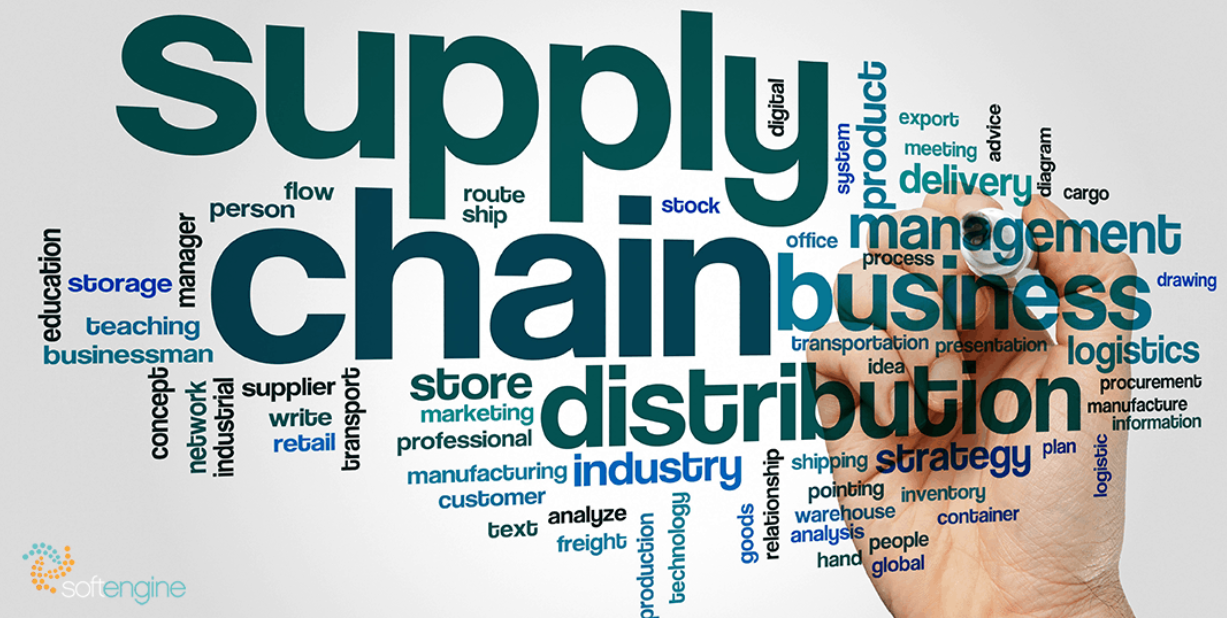 supply
digital
system
product
export
advice
meeting
diagram
delivery
cargo
flow
route
person
ship
stock
chain
management
office
process
education
manager
storage
business
drawing
teaching
businessman
transportation
presentation
logistics
idea
concept
network
industrial
supplier
transport
store
distribution
procurement
write
marketing
manufacture
retail
professional
information
manufacturing
industry
relationship
shipping
strategy
plan
logistic
customer
pointing
inventory
text
analyze
warehouse
container
freight
production
technology
goods
analysis
people
hand
global
softengine